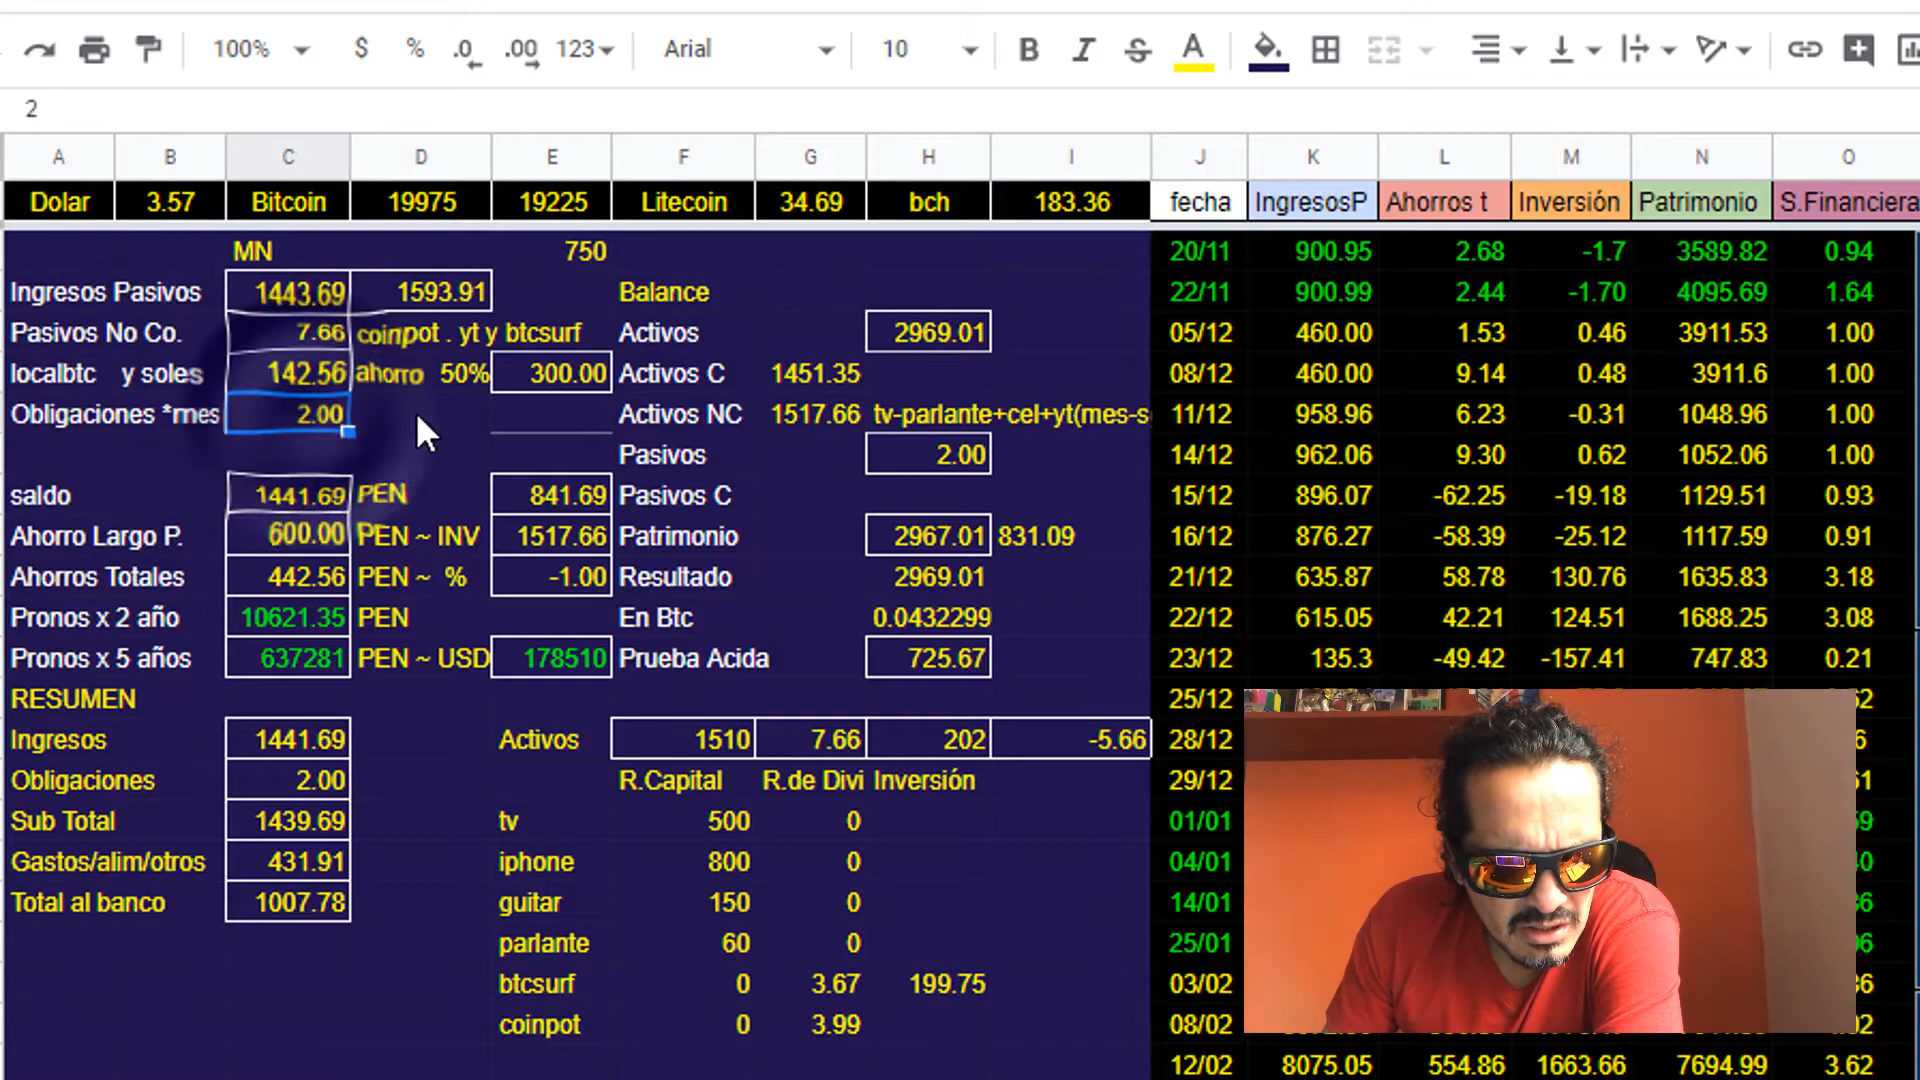 100% $ % .0 .00 123 Arial 10 B I S A
2
A B C D E F G H I J K L M N O
Dolar 3.57 Bitcoin 19975 19225 Litecoin 34.69 bch 183.36 fecha IngresosP Ahorros t Inversión Patrimonio S.Financiera
MN 750 20/11 900.95 2.68 -1.7 3589.82 0.94
Ingresos Pasivos 1443.69 1593.91 Balance 22/11 900.99 2.44 -1.70 4095.69 1.64
Pasivos No Co. 7.66 coinpot . yt y btcsurf Activos 2969.01 05/12 460.00 1.53 0.46 3911.53 1.00
localbtc y soles 142.56 ahorro 50% 300.00 Activos C 1451.35 08/12 460.00 9.14 0.48 3911.6 1.00
Obligaciones *mes 2.00 Activos NC 1517.66 tv-parlante+cel+yt(mes-s 11/12 958.96 6.23 -0.31 1048.96 1.00
Pasivos 2.00 14/12 962.06 9.30 0.62 1052.06 1.00
saldo 1441.69 PEN 841.69 Pasivos C 15/12 896.07 -62.25 -19.18 1129.51 0.93
Ahorro Largo P. 600.00 PEN ~ INV 1517.66 Patrimonio 2967.01 831.09 16/12 876.27 -58.39 -25.12 1117.59 0.91
Ahorros Totales 442.56 PEN ~ % -1.00 Resultado 2969.01 21/12 635.87 58.78 130.76 1635.83 3.18
Pronos x 2 año 10621.35 PEN En Btc 0.0432299 22/12 615.05 42.21 124.51 1688.25 3.08
Pronos x 5 años 637281 PEN ~ USD 178510 Prueba Acida 725.67 23/12 135.3 -49.42 -157.41 747.83 0.21
RESUMEN 25/12
Ingresos 1441.69 Activos 1510 7.66 202 -5.66 28/12
Obligaciones 2.00 R.Capital R.de Divi Inversión 29/12
Sub Total 1439.69 tv 500 0 01/01
Gastos/alim/otros 431.91 iphone 800 0 04/01
Total al banco 1007.78 guitar 150 0 14/01
parlante 60 0 25/01
btcsurf 0 3.67 199.75 03/02
coinpot 0 3.99 08/02
12/02 8075.05 554.86 1663.66 7694.99 3.62